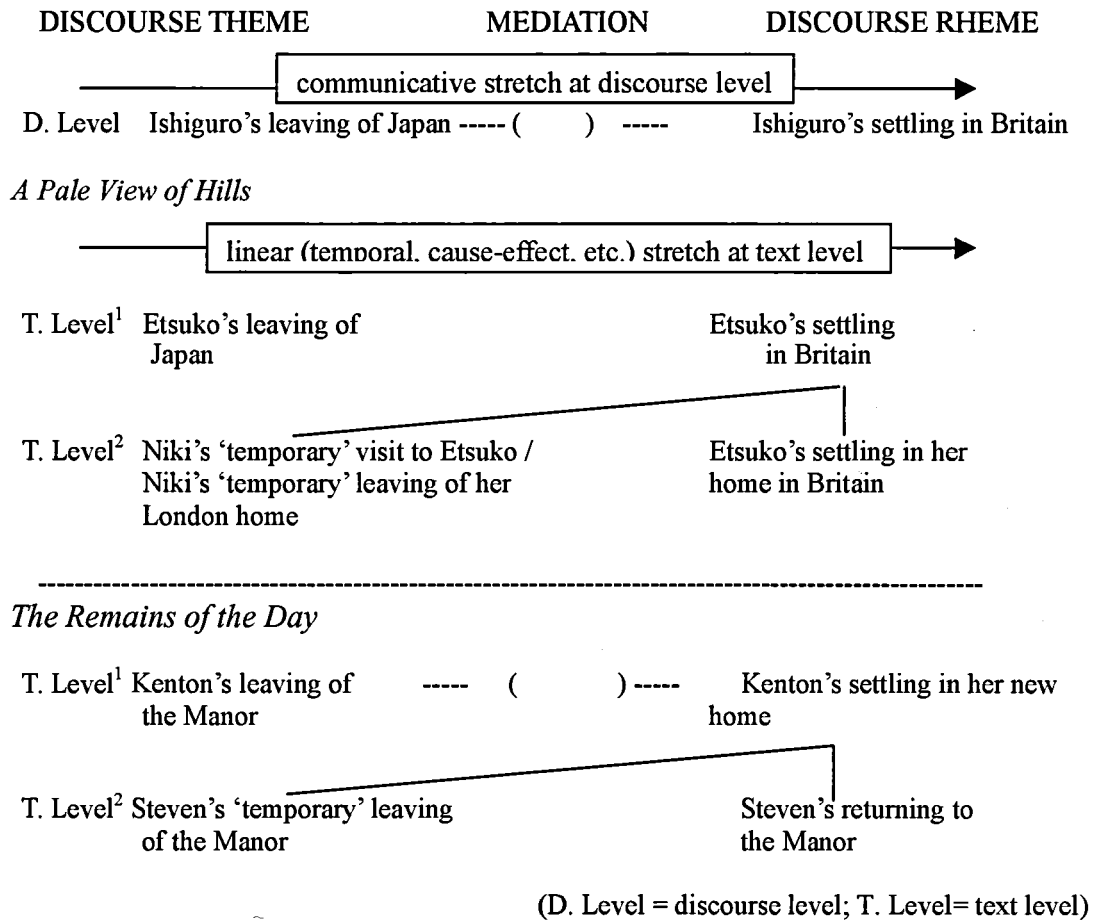 DISCOURSE THEME MEDIATION DISCOURSE RHEME
communicative stretch at discourse level
D. Level Ishiguro's leaving of Japan ----- ( ) ----- Ishiguro's settling in Britain
A Pale View of Hills
linear (temporal, cause-effect, etc.) stretch at text level
T. Level¹ Etsuko's leaving of Etsuko's settling
Japan in Britain
T. Level² Niki's 'temporary' visit to Etsuko / Etsuko's settling in her
Niki's 'temporary' leaving of her home in Britain
London home
The Remains of the Day
T. Level¹ Kenton's leaving of ----- ( ) ----- Kenton's settling in her new
the Manor home
T. Level² Steven's 'temporary' leaving Steven's returning to
of the Manor the Manor
(D. Level = discourse level; T. Level= text level)